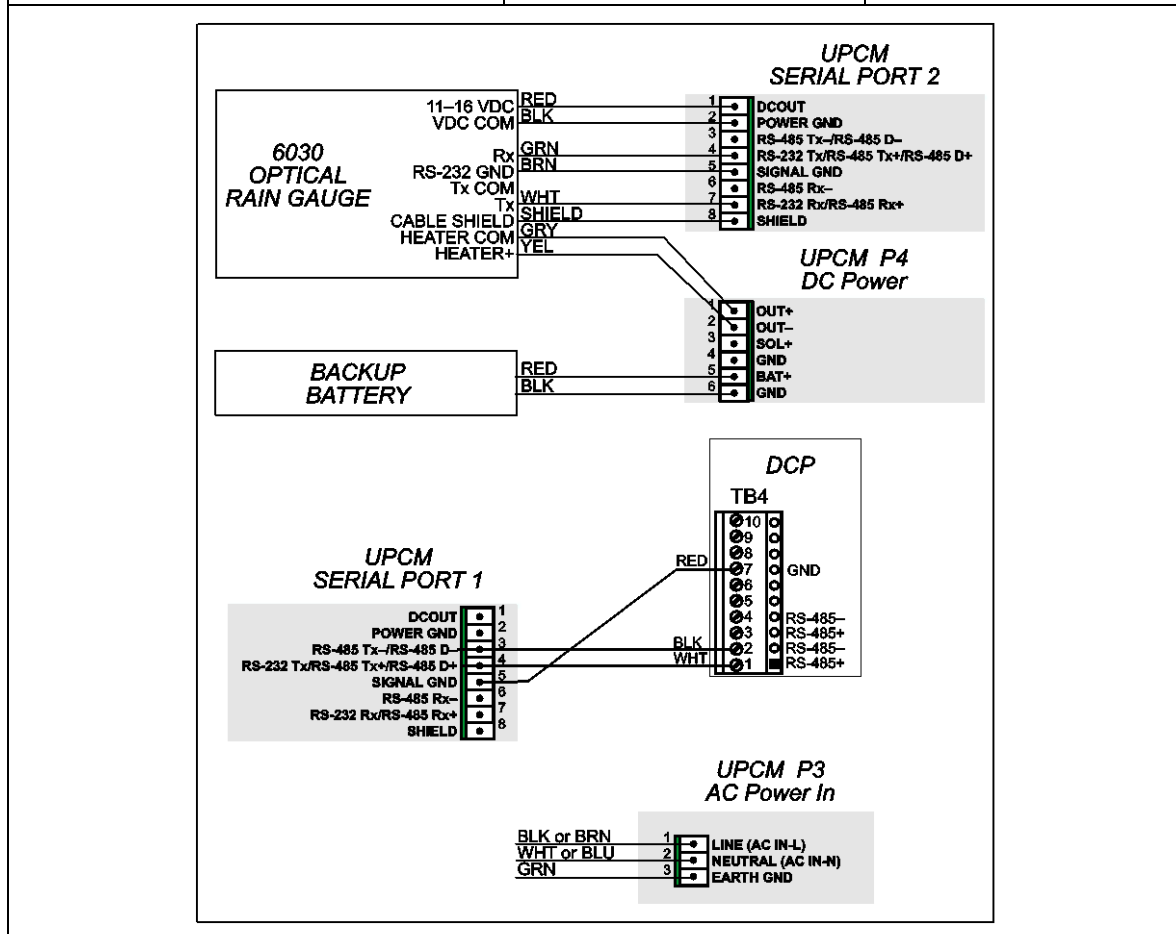 UPCM
SERIAL PORT 2
6030
OPTICAL
RAIN GAUGE
11–16 VDC RED 1 DCOUT
VDC COM BLK 2 POWER GND
3 RS-485 Tx–/RS-485 D–
Rx GRN 4 RS-232 Tx/RS-485 Tx+/RS-485 D+
RS-232 GND BRN 5 SIGNAL GND
Tx COM 6 RS-485 Rx–
Tx WHT 7 RS-232 Rx/RS-485 Rx+
CABLE SHIELD SHIELD 8 SHIELD
HEATER COM GRY
HEATER+ YEL
UPCM P4
DC Power
1 OUT+
2 OUT–
3 SOL+
4 GND
5 BAT+
6 GND
BACKUP
BATTERY
RED
BLK
DCP
TB4
10
9
8
RED 7 GND
6
5
4 RS-485–
3 RS-485+
BLK 2 RS-485–
WHT 1 RS-485+
UPCM
SERIAL PORT 1
DCOUT 1
POWER GND 2
RS-485 Tx–/RS-485 D– 3
RS-232 Tx/RS-485 Tx+/RS-485 D+ 4
SIGNAL GND 5
RS-485 Rx– 6
RS-232 Rx/RS-485 Rx+ 7
SHIELD 8
UPCM P3
AC Power In
BLK or BRN 1 LINE (AC IN-L)
WHT or BLU 2 NEUTRAL (AC IN-N)
GRN 3 EARTH GND